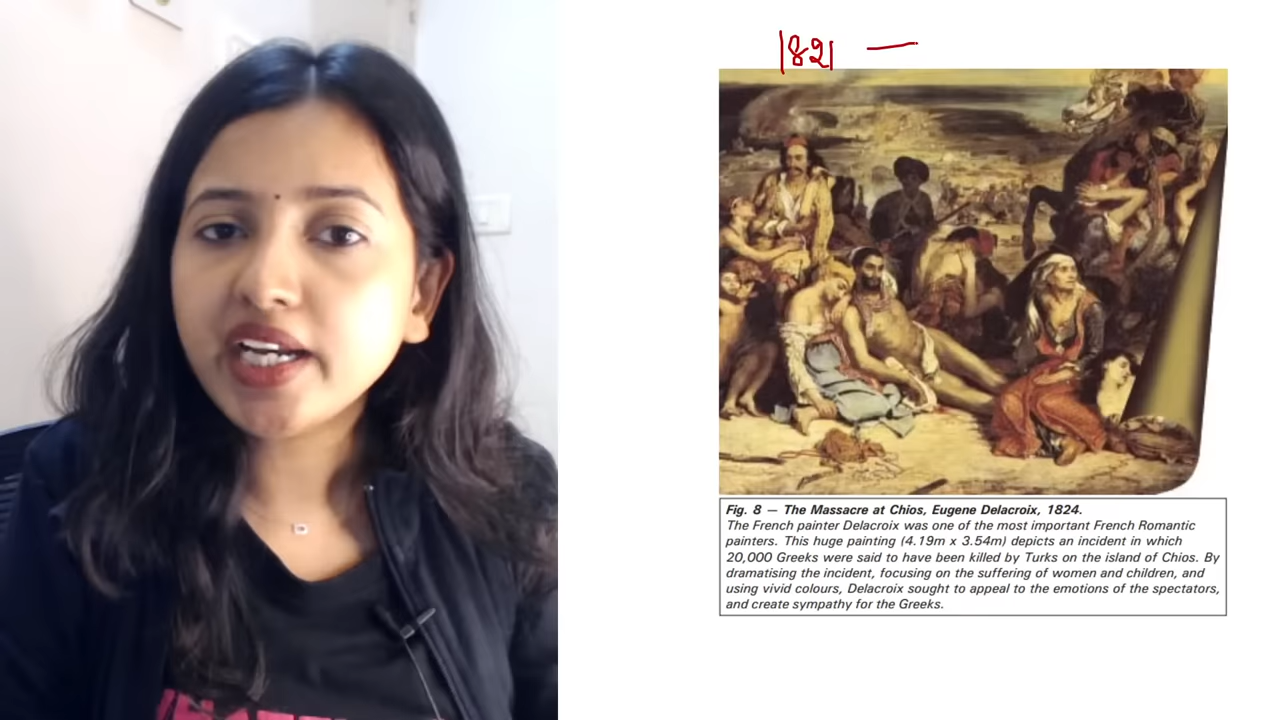 1821 —
Fig. 8 — The Massacre at Chios, Eugene Delacroix, 1824.
The French painter Delacroix was one of the most important French Romantic
painters. This huge painting (4.19m x 3.54m) depicts an incident in which
20,000 Greeks were said to have been killed by Turks on the island of Chios. By
dramatising the incident, focusing on the suffering of women and children, and
using vivid colours, Delacroix sought to appeal to the emotions of the spectators,
and create sympathy for the Greeks.